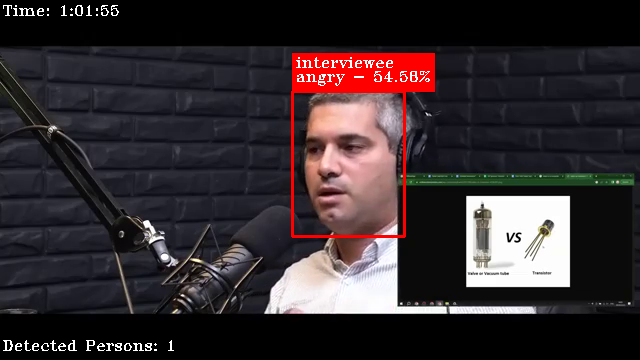 Time: 1:01:55
interviewee
angry - 54.58%
VS
Valve or Vacuum tube
Transistor
Detected Persons: 1